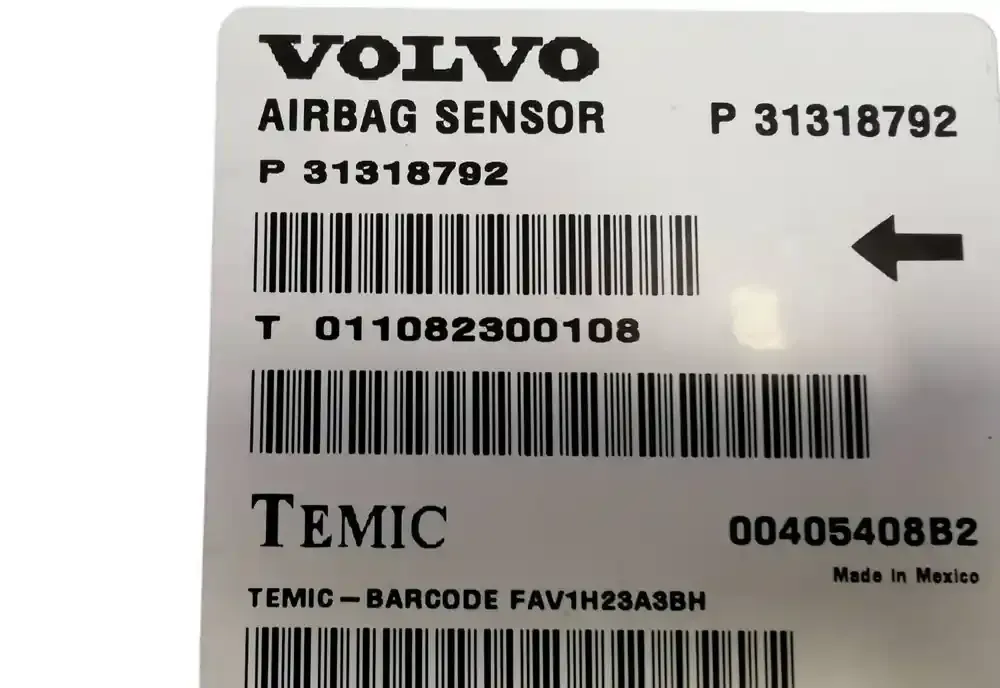 VOLVO
AIRBAG SENSOR P 31318792
P 31318792
T 011082300108
TEMIC 00405408B2
Made in Mexico
TEMIC-BARCODE FAV1H23A3BH